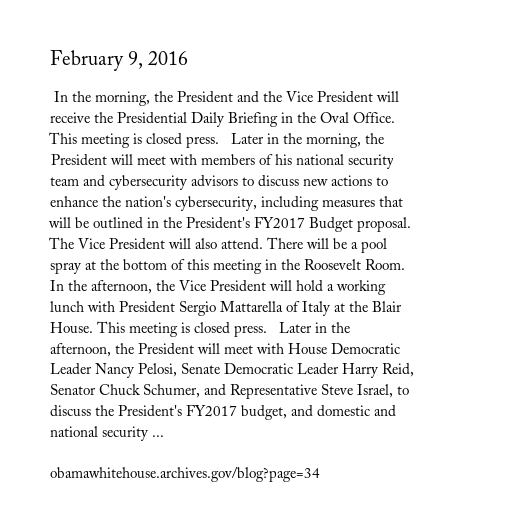 February 9, 2016
In the morning, the President and the Vice President will
receive the Presidential Daily Briefing in the Oval Office.
This meeting is closed press.   Later in the morning, the
President will meet with members of his national security
team and cybersecurity advisors to discuss new actions to
enhance the nation's cybersecurity, including measures that
will be outlined in the President's FY2017 Budget proposal.
The Vice President will also attend. There will be a pool
spray at the bottom of this meeting in the Roosevelt Room.
In the afternoon, the Vice President will hold a working
lunch with President Sergio Mattarella of Italy at the Blair
House. This meeting is closed press.   Later in the
afternoon, the President will meet with House Democratic
Leader Nancy Pelosi, Senate Democratic Leader Harry Reid,
Senator Chuck Schumer, and Representative Steve Israel, to
discuss the President's FY2017 budget, and domestic and
national security ...
obamawhitehouse.archives.gov/blog?page=34